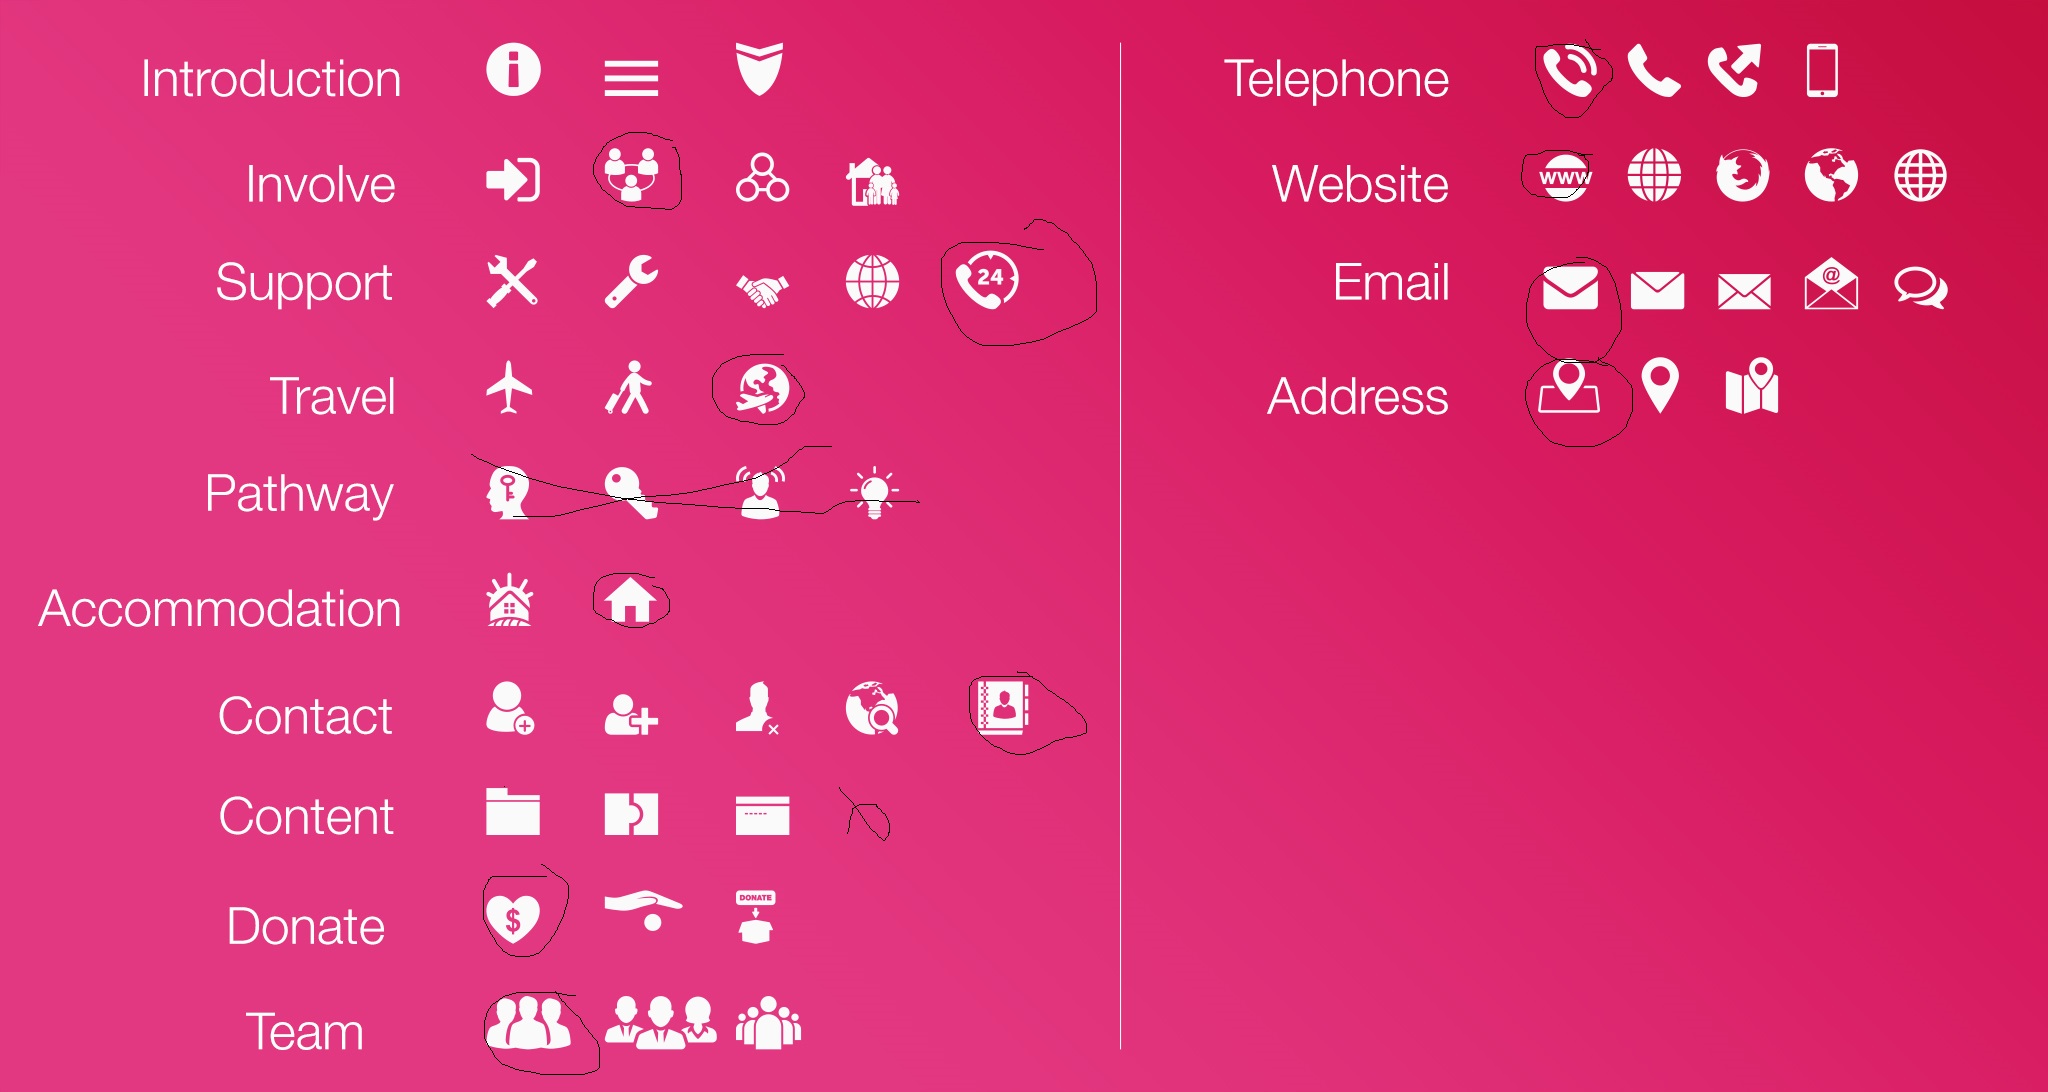 Introduction
Involve
Support
24
Travel
Pathway
Accommodation
Contact
Content
Donate
$
DONATE
Team
Telephone
Website
www
Email
@
Address